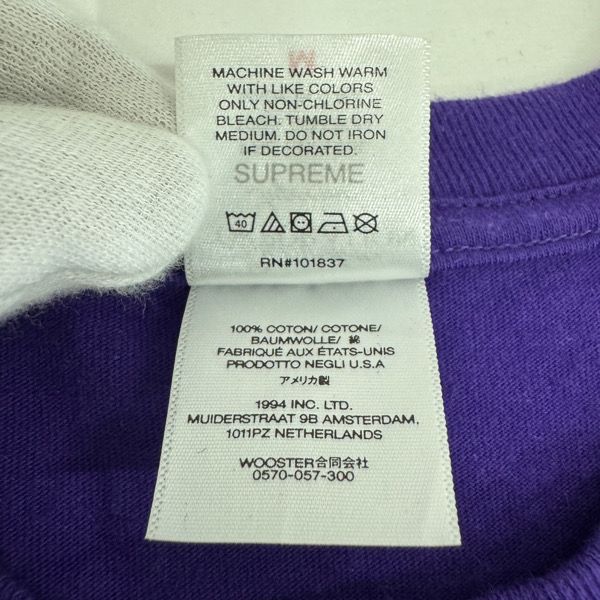 MACHINE WASH WARM
WITH LIKE COLORS
ONLY NON-CHLORINE
BLEACH. TUMBLE DRY
MEDIUM. DO NOT IRON
IF DECORATED.
SUPREME
40
RN#101837
100% COTON/ COTONE/
BAUMWOLLE/ 綿
FABRIQUÉ AUX ÉTATS-UNIS
PRODOTTO NEGLI U.S.A
アメリカ製
1994 INC. LTD.
MUIDERSTRAAT 9B AMSTERDAM,
1011PZ NETHERLANDS
WOOSTER合同会社
0570-057-300